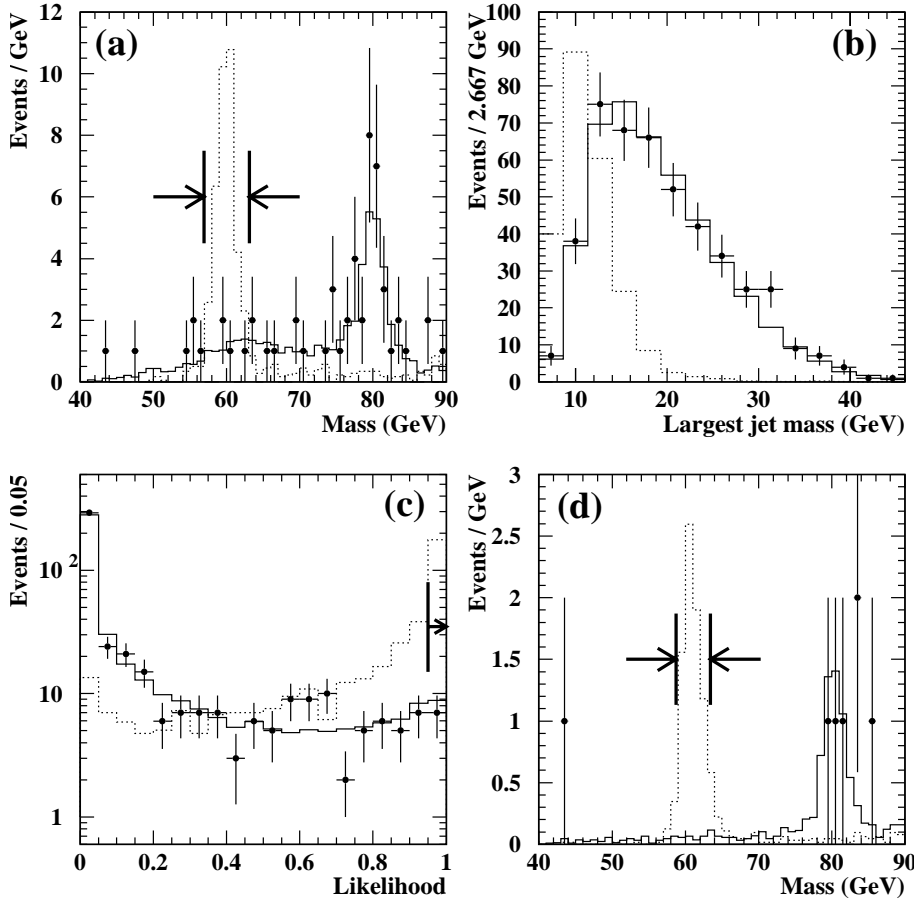 (a)
Events / GeV
12
10
8
6
4
2
0
40 50 60 70 80 90
Mass (GeV)
(b)
Events / 2.667 GeV
100
90
80
70
60
50
40
30
20
10
0
10 20 30 40
Largest jet mass (GeV)
(c)
Events / 0.05
10 2
10
1
0 0.2 0.4 0.6 0.8 1
Likelihood
(d)
Events / GeV
3
2.5
2
1.5
1
0.5
0
40 50 60 70 80 90
Mass (GeV)